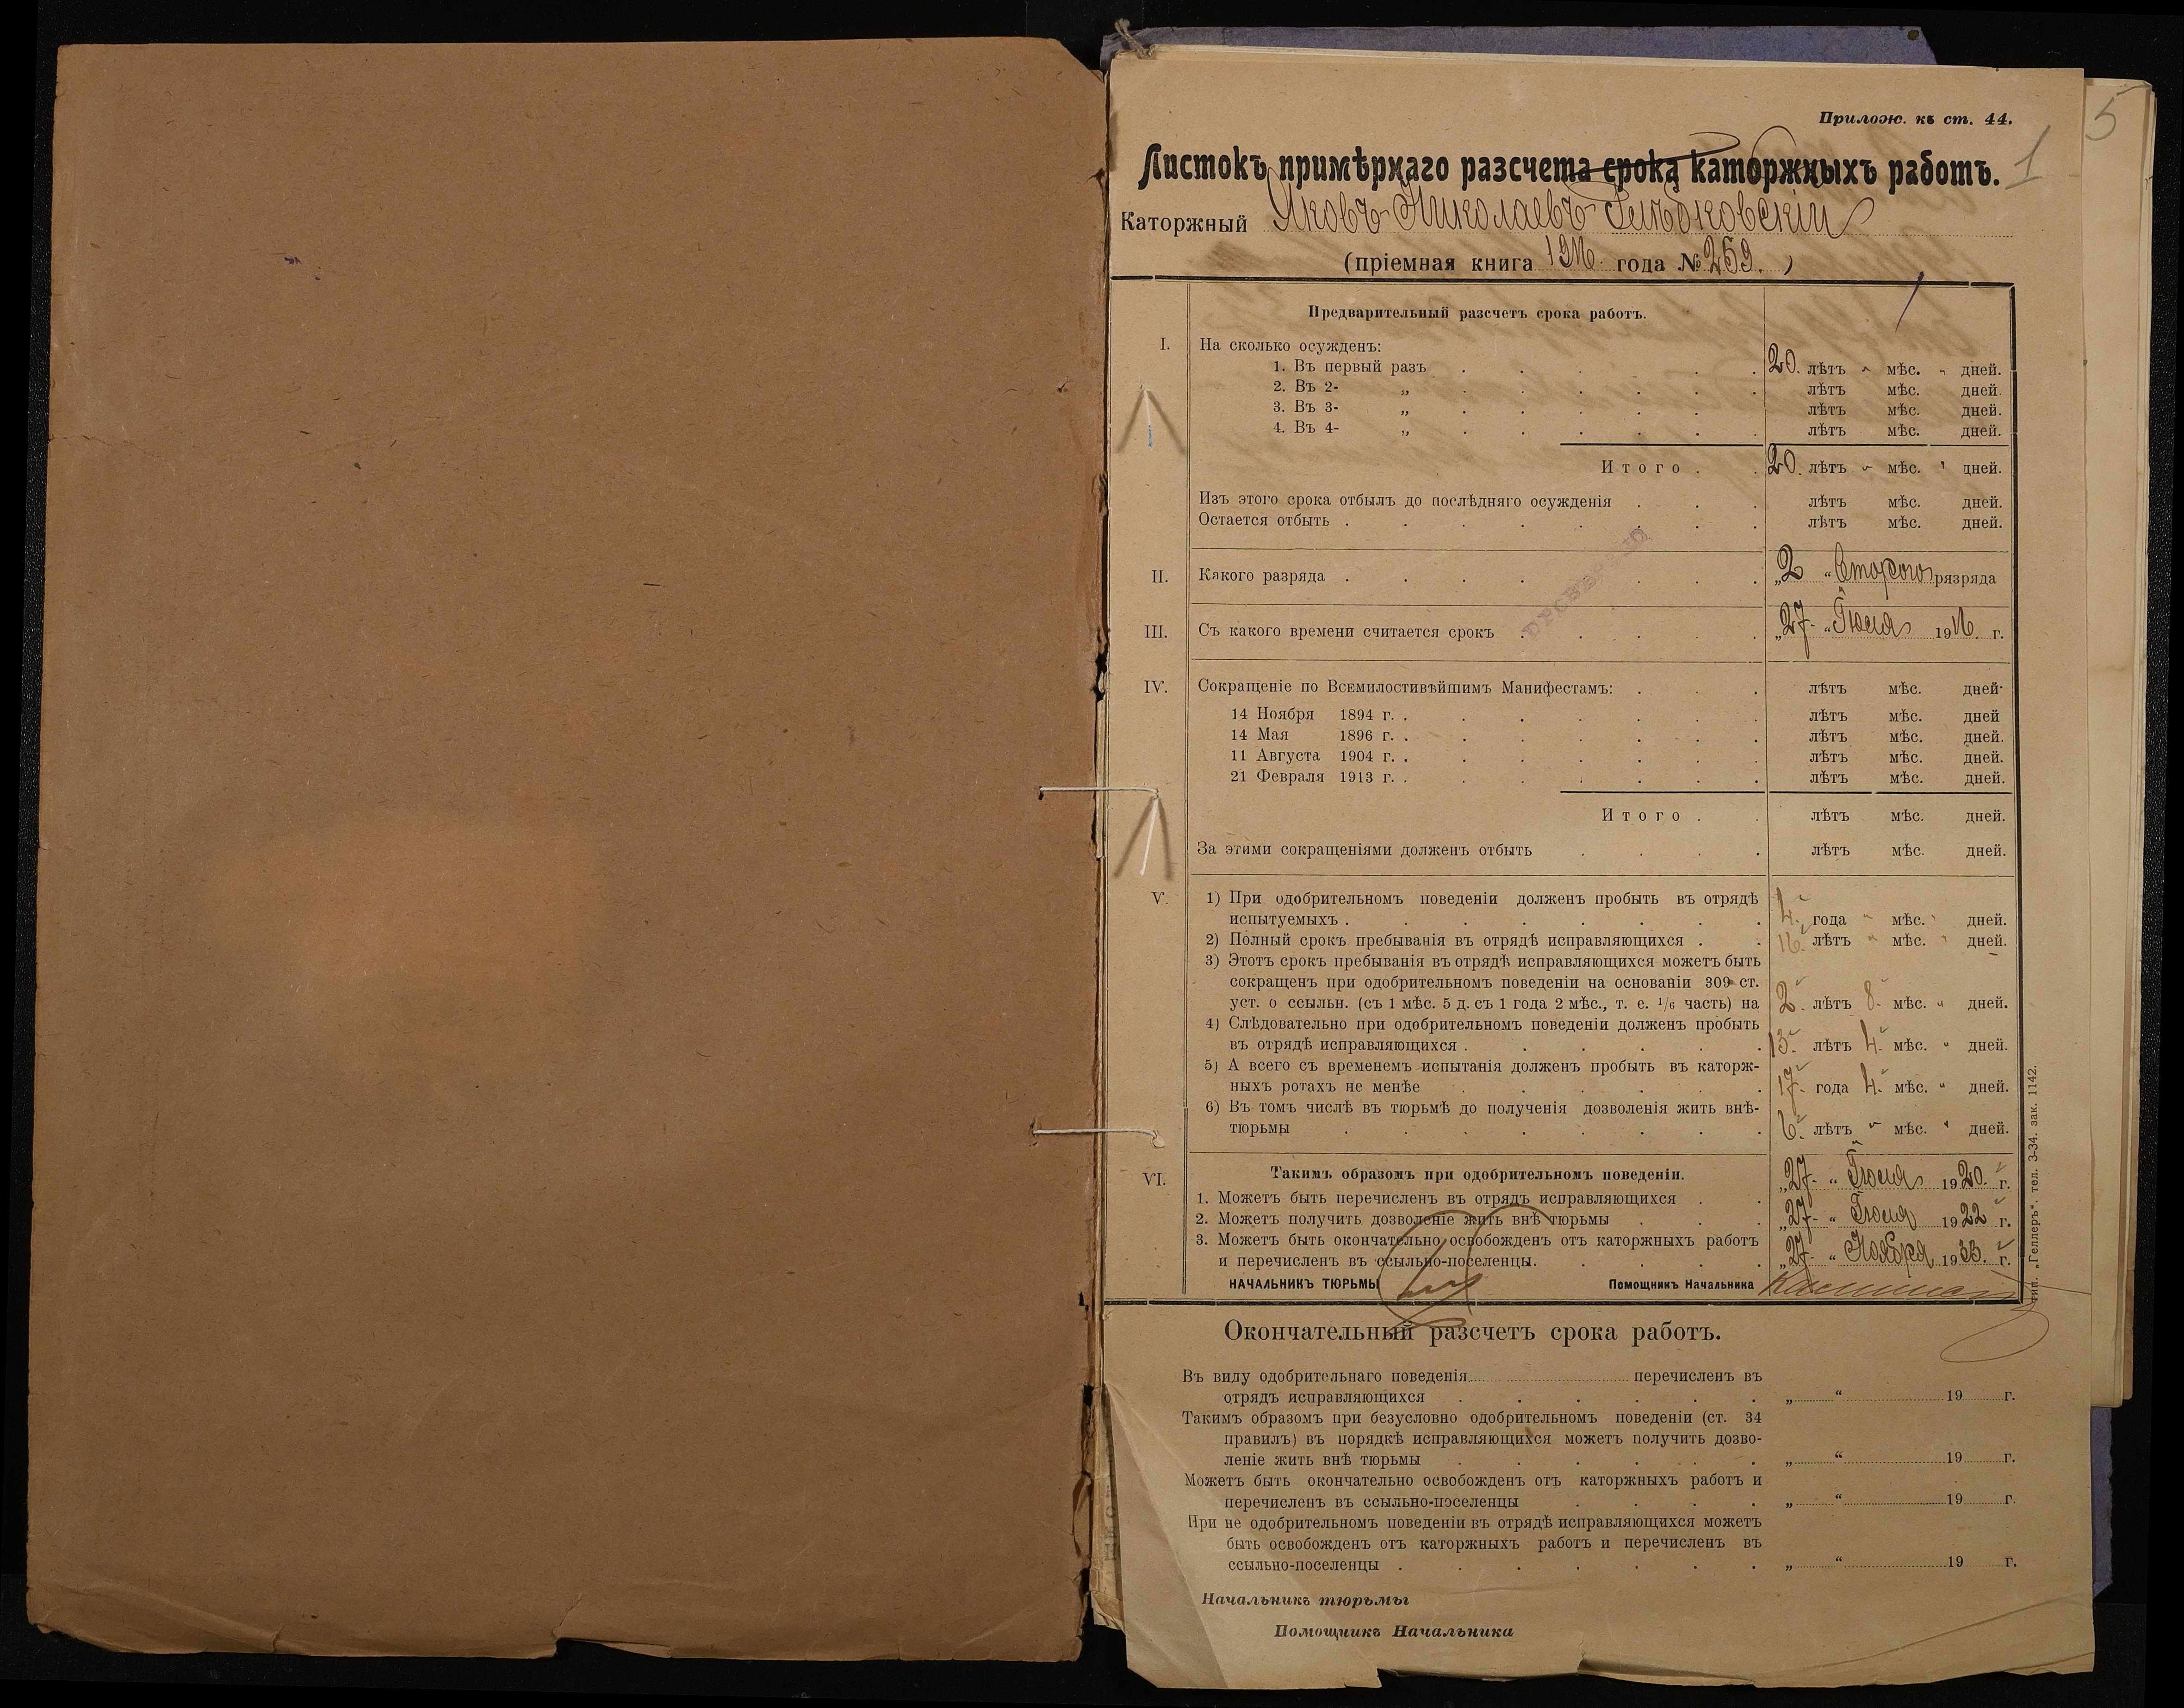 5
Прилож. къ ст. 44.
1
Листокъ примѣрнаго разсчета срока каторжныхъ работъ.
Каторжный Яковъ Николаевъ
(пріемная книга 1916 года № 259.)
Предварительный разсчетъ срока работъ.
I. На сколько осужденъ:
1. Въ первый разъ . . . . . 20. лѣтъ " мѣс. " дней.
2. Въ 2- „ . . . . . . лѣтъ мѣс. дней.
3. Въ 3- „ . . . . . лѣтъ мѣс. дней.
4. Въ 4- „ . . . . . . лѣтъ мѣс. дней.
Итого . . 20. лѣтъ " мѣс. " дней.
Изъ этого срока отбылъ до послѣдняго осужденія . . . лѣтъ мѣс. дней.
Остается отбыть . . . . . . . . лѣтъ мѣс. дней.
II. Какого разряда . . . . . . . „2 “ Второго разряда
III. Съ какого времени считается срокъ . . . . . „27 “ Іюня 1916. г.
IV. Сокращеніе по Всемилостивѣйшимъ Манифестамъ: . . . лѣтъ мѣс. дней.
14 Ноября 1894 г. . . . . . . . лѣтъ мѣс. дней
14 Мая 1896 г. . . . . . . . лѣтъ мѣс. дней.
11 Августа 1904 г. . . . . . . . лѣтъ мѣс. дней.
21 Февраля 1913 г. . . . . . . . лѣтъ мѣс. дней.
Итого . . лѣтъ мѣс. дней.
За этими сокращеніями долженъ отбыть . . . . лѣтъ мѣс. дней.
V. 1) При одобрительномъ поведеніи долженъ пробыть въ отрядѣ
испытуемыхъ . . . . . . . . 4. года " мѣс. " дней.
2) Полный срокъ пребыванія въ отрядѣ исправляющихся . . 16. лѣтъ " мѣс. " дней.
3) Этотъ срокъ пребыванія въ отрядѣ исправляющихся можетъ быть
сокращенъ при одобрительномъ поведеніи на основаніи 309 ст.
уст. о ссыльн. (съ 1 мѣс. 5 д. съ 1 года 2 мѣс., т. е. 1/6 часть) на 2. лѣтъ 8. мѣс. " дней.
4) Слѣдовательно при одобрительномъ поведеніи долженъ пробыть
въ отрядѣ исправляющихся . . . . . . 13. лѣтъ 4. мѣс. " дней.
5) А всего съ временемъ испытанія долженъ пробыть въ каторж-
ныхъ ротахъ не менѣе . . . . . . 17. года 4. мѣс. " дней.
6) Въ томъ числѣ въ тюрьмѣ до полученія дозволенія жить внѣ-
тюрьмы . . . . . . . . 6. лѣтъ " мѣс. " дней.
VI. Такимъ образомъ при одобрительномъ поведеніи.
1. Можетъ быть перечисленъ въ отрядъ исправляющихся . . „27 “ Іюня 1920. г.
2. Можетъ получить дозволеніе жить внѣ тюрьмы . . . „27 “ Іюня 1922 г.
3. Можетъ быть окончательно освобожденъ отъ каторжныхъ работъ
и перечисленъ въ ссыльно-поселенцы. . . . . „27 “ Ноября 1933. г.
НАЧАЛЬНИКЪ ТЮРЬМЫ Помощникъ Начальника
Тип. „Геллеръ“. тел. 3-34. зак. 1142.
Окончательный разсчетъ срока работъ.
Въ виду одобрительнаго поведенія перечисленъ въ
отрядъ исправляющихся . . . . . . „ “ 19 г.
Такимъ образомъ при безусловно одобрительномъ поведеніи (ст. 34
правилъ) въ порядкѣ исправляющихся можетъ получить дозво-
леніе жить внѣ тюрьмы . . . . . . „ “ 19 г.
Можетъ быть окончательно освобожденъ отъ каторжныхъ работъ и
перечисленъ въ ссыльно-поселенцы . . . . „ “ 19 г.
При не одобрительномъ поведеніи въ отрядѣ исправляющихся можетъ
быть освобожденъ отъ каторжныхъ работъ и перечисленъ въ
ссыльно-поселенцы . . . . . . . „ “ 19 г.
Начальникъ тюрьмы
Помощникъ Начальника